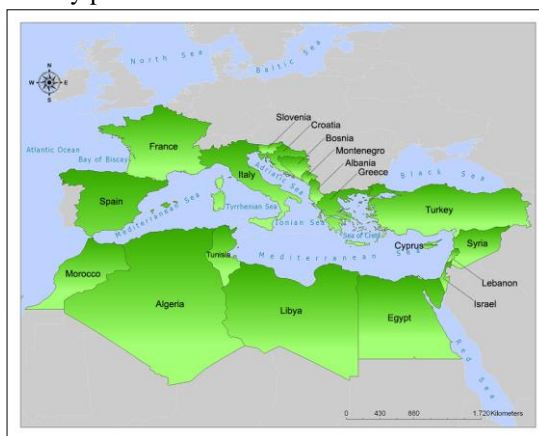 N
W E
S
North Sea
Baltic Sea
Slovenia
Croatia
Bosnia
Montenegro
Albania
Greece
France
Atlantic Ocean
Bay of Biscay
Italy
Adriatic Sea
Black Sea
Spain
Mediterranean Sea
Tyrrhenian Sea
Ionian Sea
Sea of Crete
Turkey
Cyprus
Syria
Mediterranean Sea
Lebanon
Israel
Morocco
Tunisia
Algeria
Libya
Egypt
Red Sea
0 430 860 1.720 Kilometers